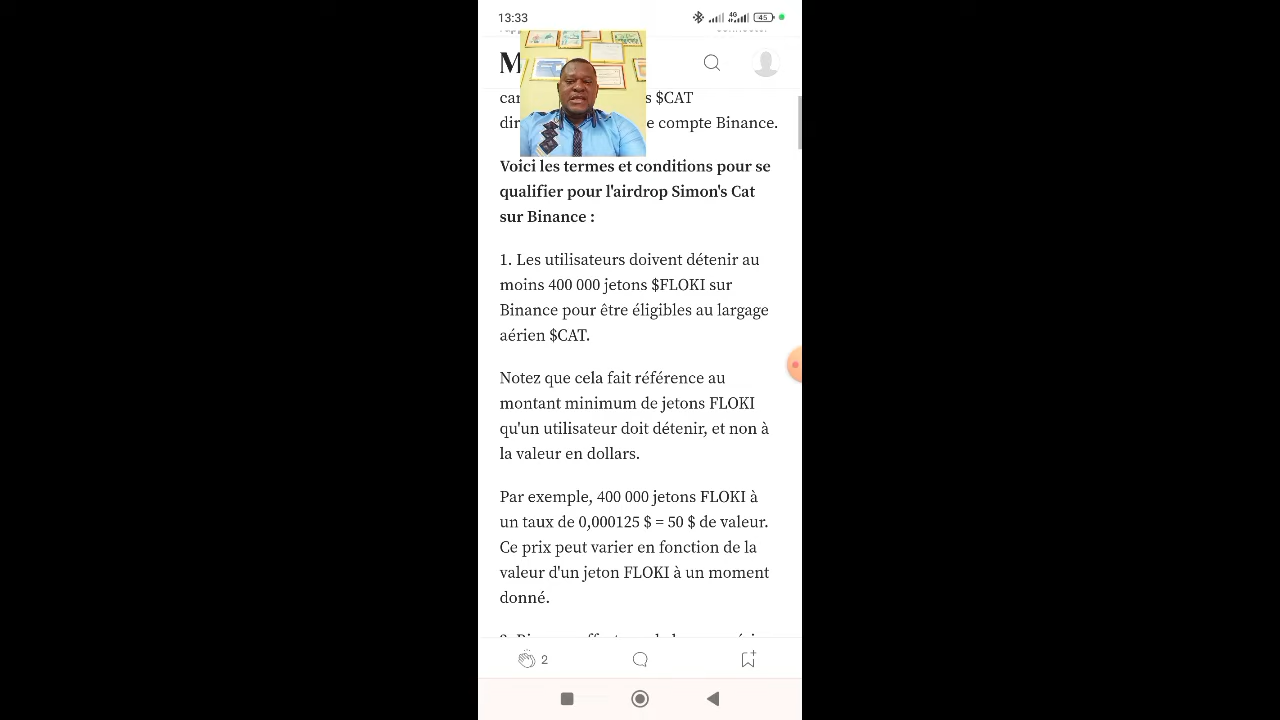 13:33
4G
45
M
car s $CAT
dir e compte Binance.
Voici les termes et conditions pour se
qualifier pour l'airdrop Simon's Cat
sur Binance :
1. Les utilisateurs doivent détenir au
moins 400 000 jetons $FLOKI sur
Binance pour être éligibles au largage
aérien $CAT.
Notez que cela fait référence au
montant minimum de jetons FLOKI
qu'un utilisateur doit détenir, et non à
la valeur en dollars.
Par exemple, 400 000 jetons FLOKI à
un taux de 0,000125 $ = 50 $ de valeur.
Ce prix peut varier en fonction de la
valeur d'un jeton FLOKI à un moment
donné.
2